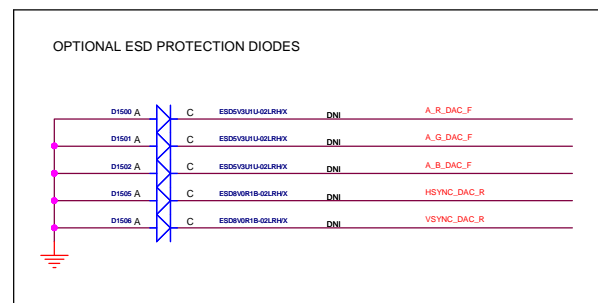 OPTIONAL ESD PROTECTION DIODES
D1500 A C ESD5V3U1U-02LRH/X DNI A_R_DAC_F
D1501 A C ESD5V3U1U-02LRH/X DNI A_G_DAC_F
D1502 A C ESD5V3U1U-02LRH/X DNI A_B_DAC_F
D1505 A C ESD8V0R1B-02LRH/X DNI HSYNC_DAC_R
D1506 A C ESD8V0R1B-02LRH/X DNI VSYNC_DAC_R